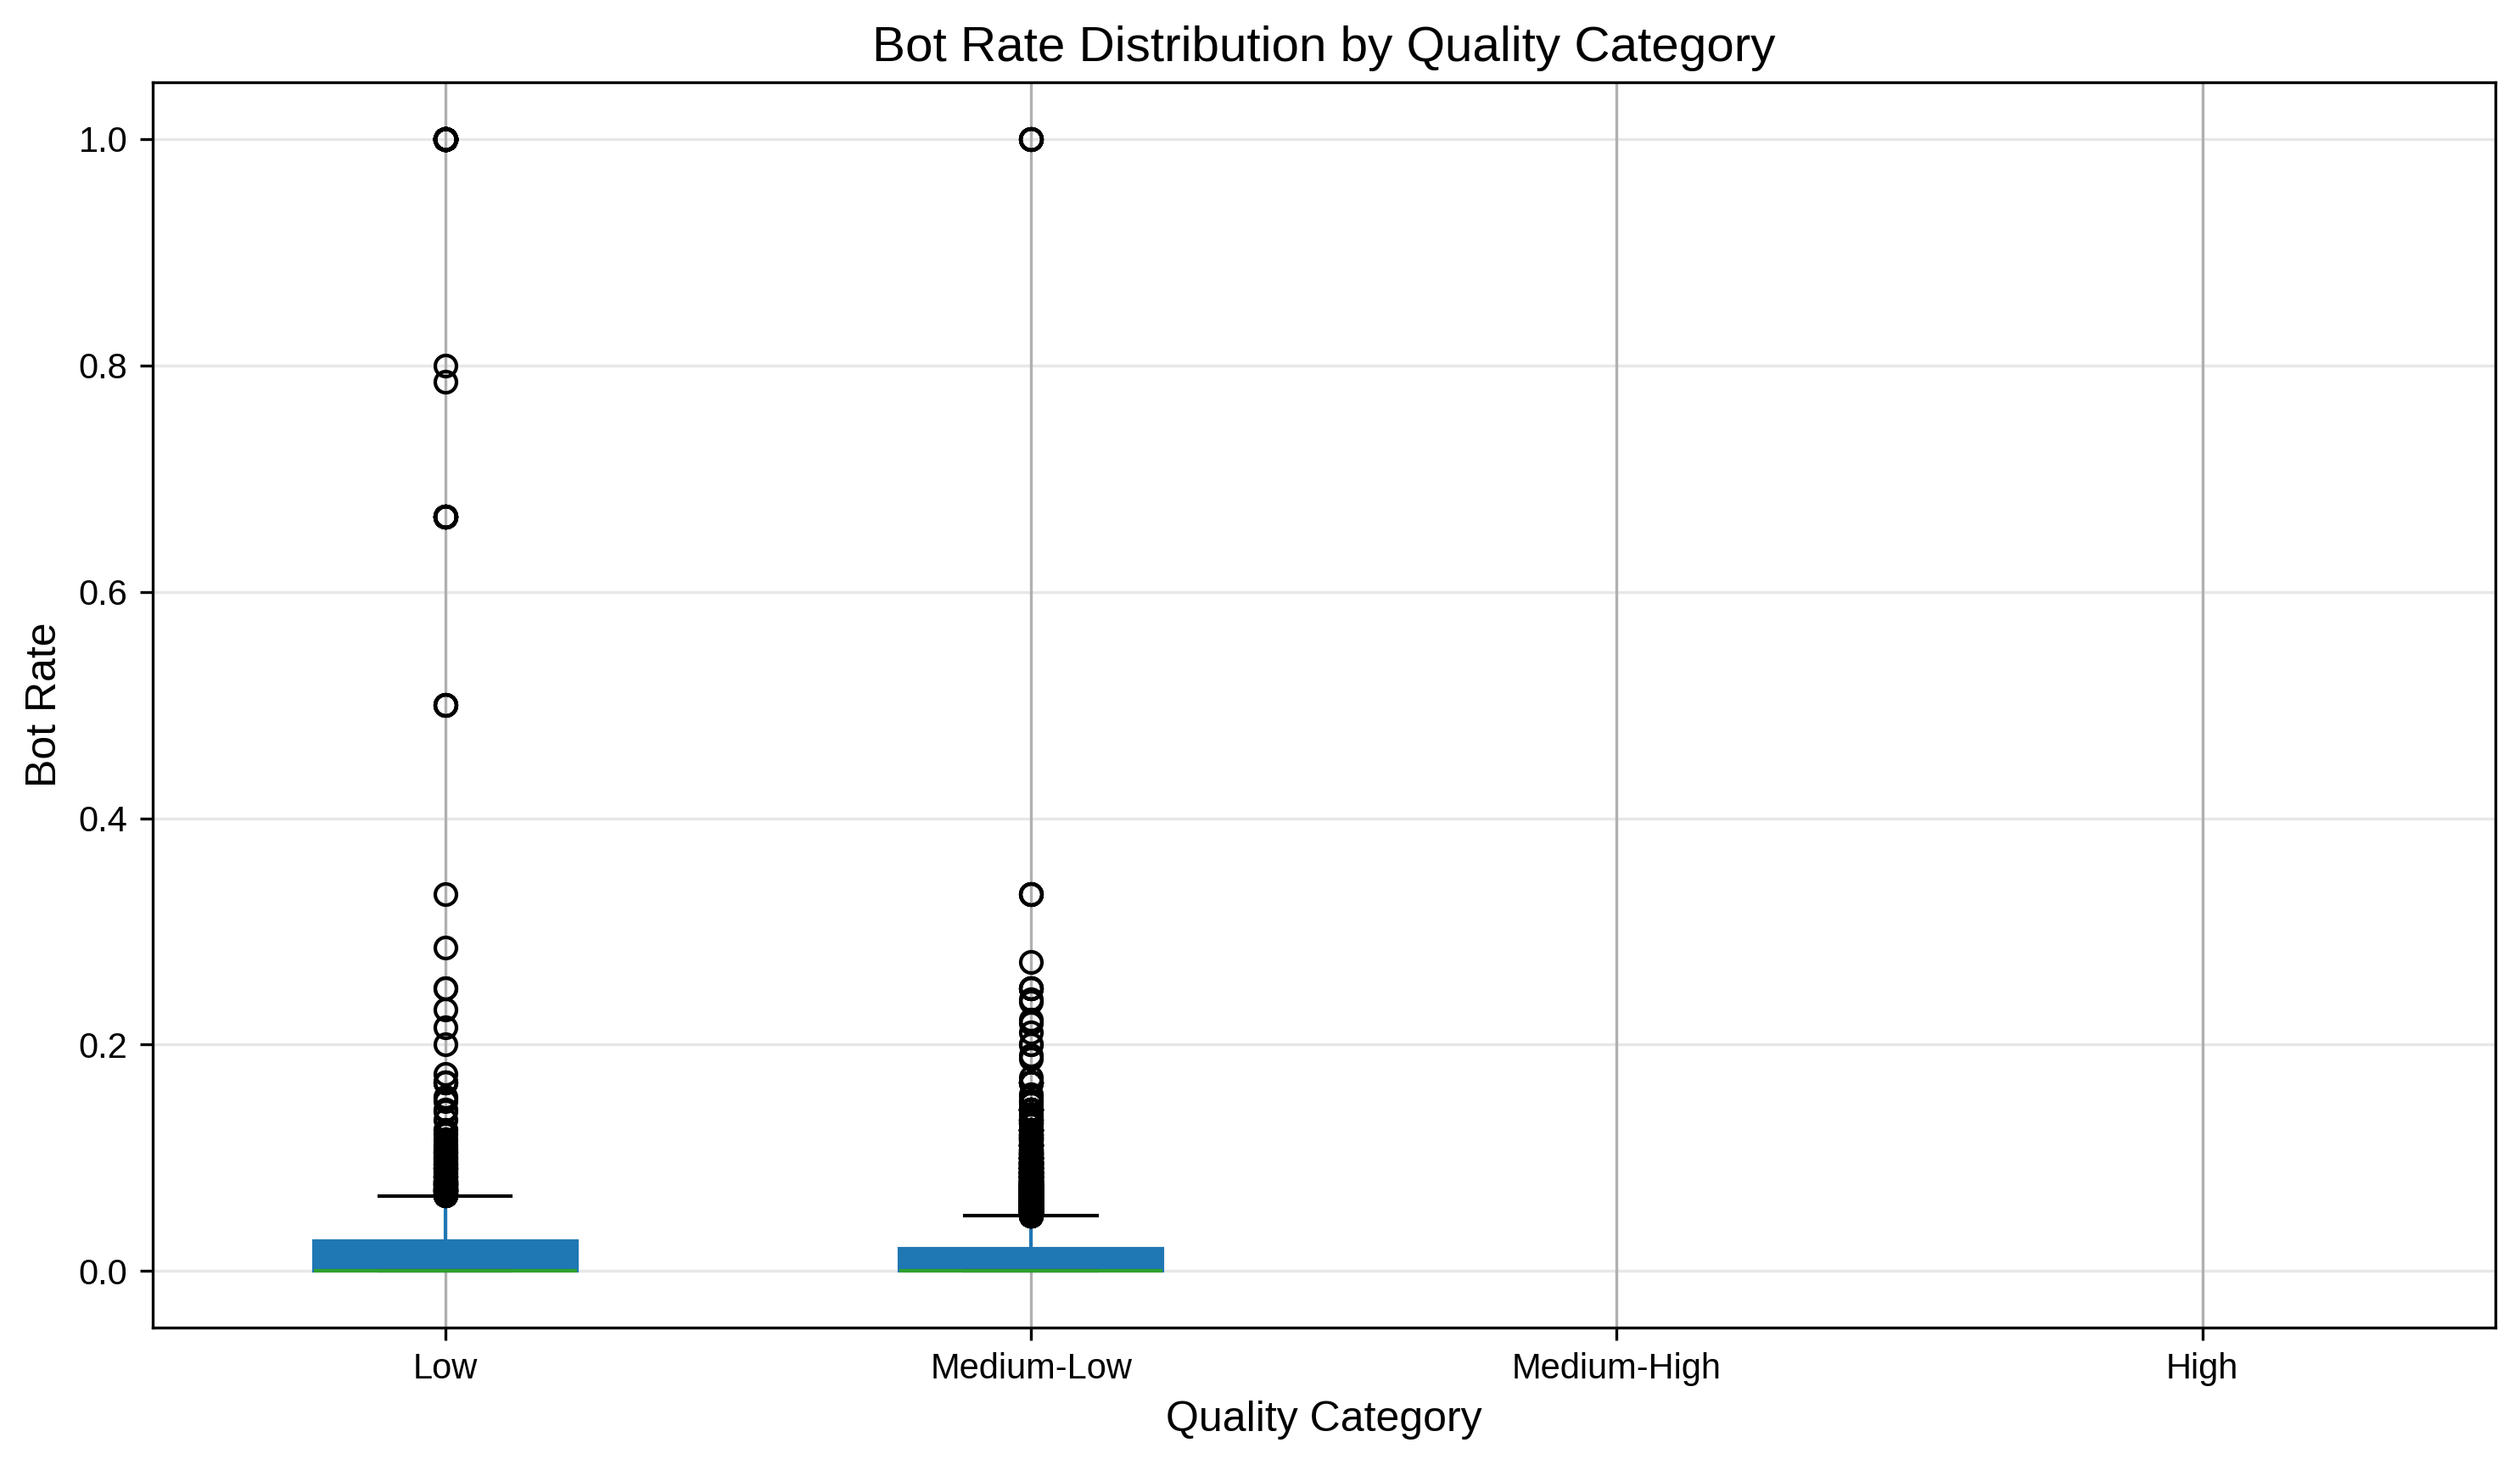 Bot Rate Distribution by Quality Category
1.0
0.8
0.6
0.4
0.2
0.0
Bot Rate
Low
Medium-Low
Medium-High
High
Quality Category